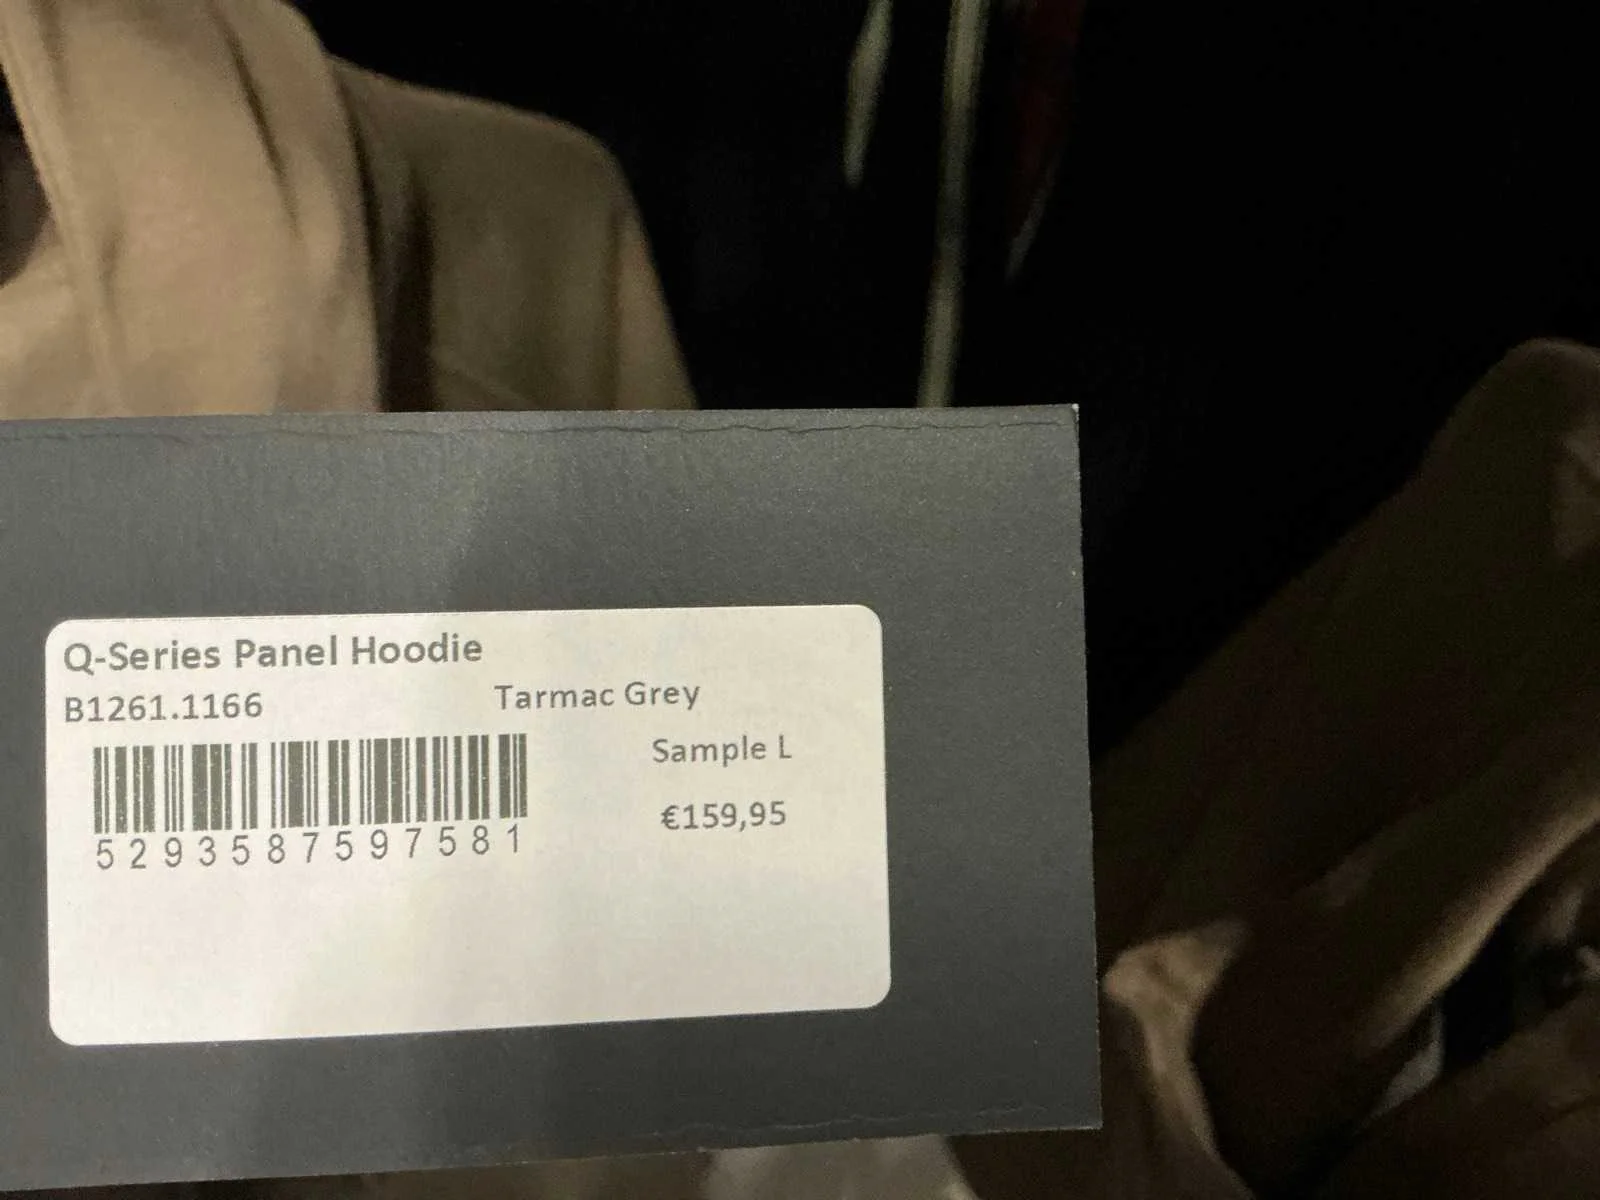 Q-Series Panel Hoodie
B1261.1166
Tarmac Grey
Sample L
€159,95
5293587597581